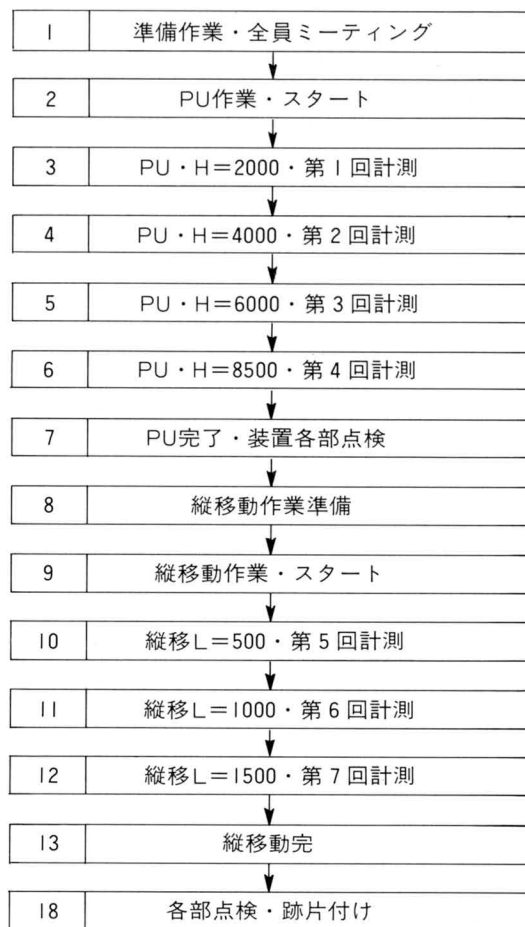 1 準備作業・全員ミーティング
2 PU作業・スタート
3 PU・H=2000・第1回計測
4 PU・H=4000・第2回計測
5 PU・H=6000・第3回計測
6 PU・H=8500・第4回計測
7 PU完了・装置各部点検
8 縦移動作業準備
9 縦移動作業・スタート
10 縦移L=500・第5回計測
11 縦移L=1000・第6回計測
12 縦移L=1500・第7回計測
13 縦移動完
18 各部点検・跡片付け